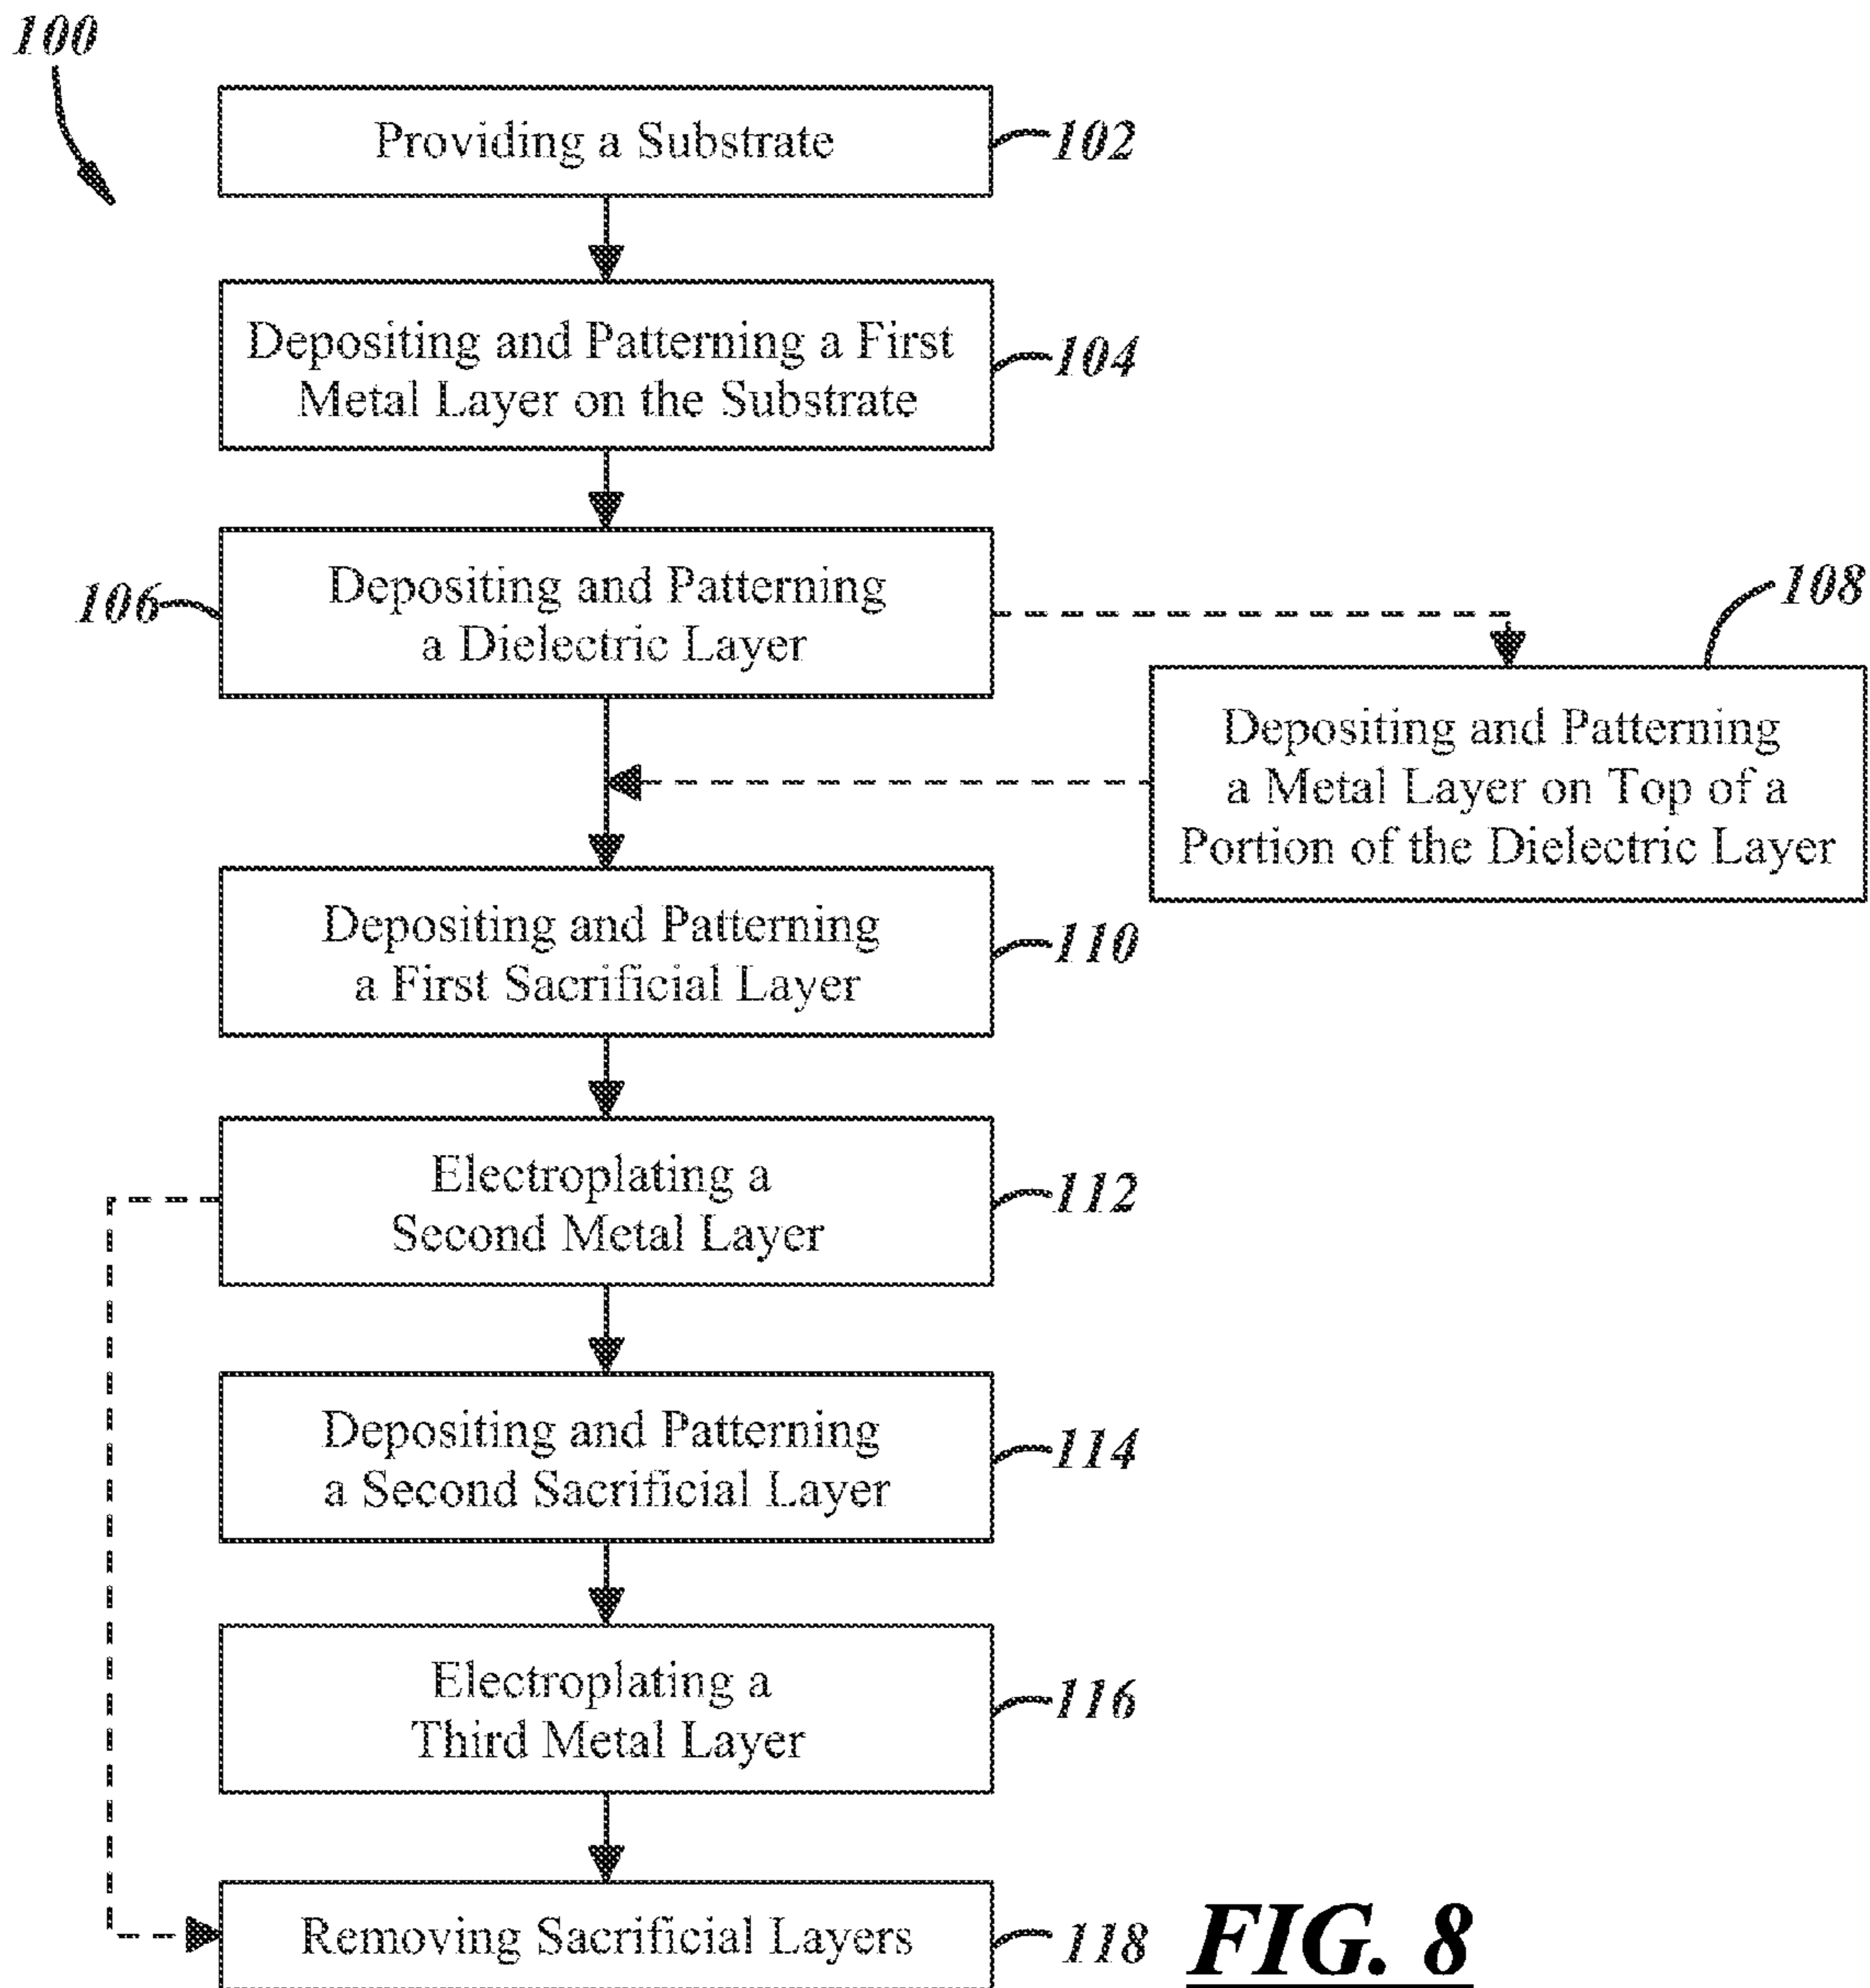 100
Providing a Substrate
102
Depositing and Patterning a First
Metal Layer on the Substrate
104
106
Depositing and Patterning
a Dielectric Layer
108
Depositing and Patterning
a Metal Layer on Top of a
Portion of the Dielectric Layer
Depositing and Patterning
a First Sacrificial Layer
110
Electroplating a
Second Metal Layer
112
Depositing and Patterning
a Second Sacrificial Layer
114
Electroplating a
Third Metal Layer
116
Removing Sacrificial Layers
118
FIG. 8